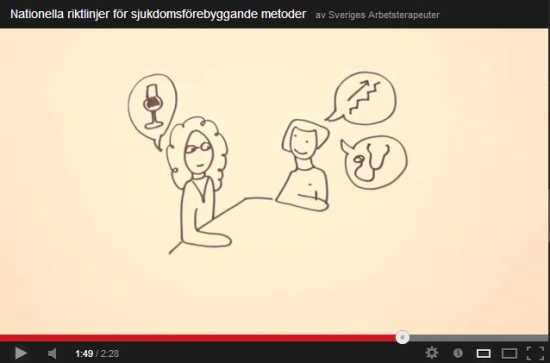 Nationella riktlinjer för sjukdomsförebyggande metoder av Sveriges Arbetsterapeuter
1:49 / 2:28